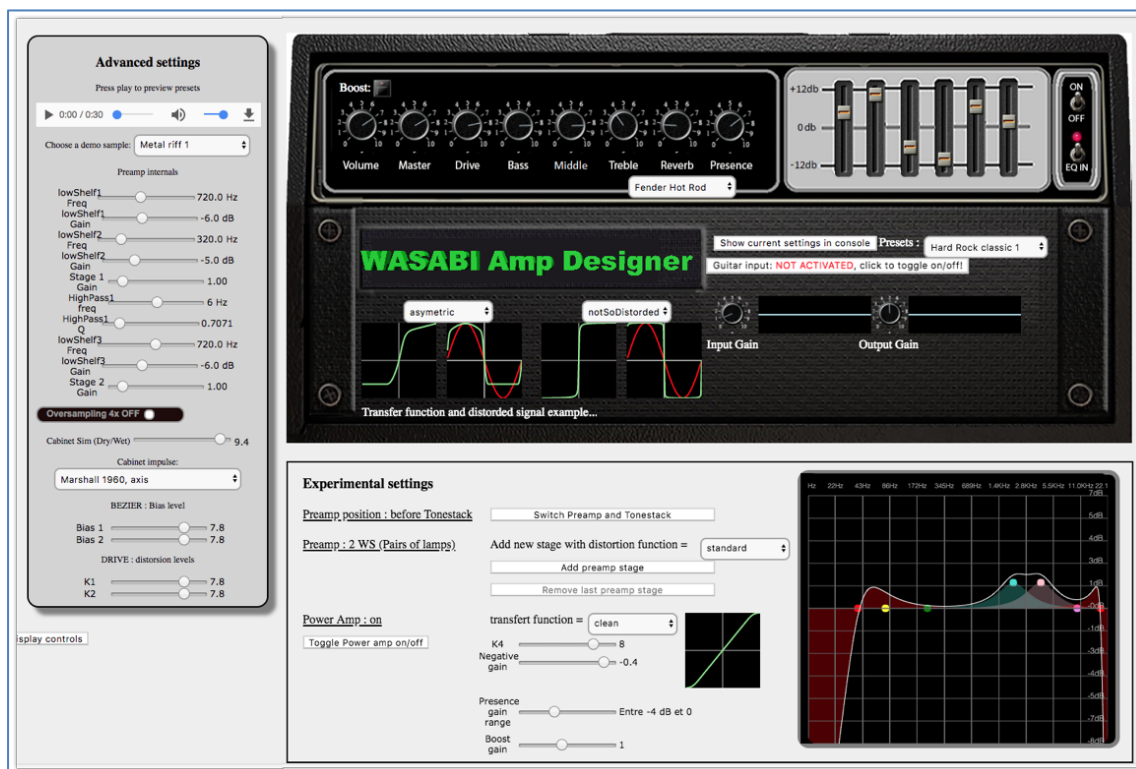 Advanced settings
Press play to preview presets
0:00 / 0:30
Choose a demo sample: Metal riff 1
Preamp internals
lowShelf1 Freq 720.0 Hz
lowShelf1 Gain -6.0 dB
lowShelf2 Freq 320.0 Hz
lowShelf2 Gain -5.0 dB
Stage 1 Gain 1.00
HighPass1 freq 6 Hz
HighPass1 Q 0.7071
lowShelf3 Freq 720.0 Hz
lowShelf3 Gain -6.0 dB
Stage 2 Gain 1.00
Oversampling 4x OFF
Cabinet Sim (Dry/Wet) 9.4
Cabinet impulse:
Marshall 1960, axis
BEZIER : Bias level
Bias 1 7.8
Bias 2 7.8
DRIVE : distorsion levels
K1 7.8
K2 7.8
isplay controls
Boost:
Volume Master Drive Bass Middle Treble Reverb Presence
Fender Hot Rod
+12db
0 db
-12db
ON
OFF
EQ IN
WASABI Amp Designer
Show current settings in console Presets : Hard Rock classic 1
Guitar input: NOT ACTIVATED, click to toggle on/off!
asymetric
notSoDistorded
Input Gain
Output Gain
Transfer function and distorded signal example...
Experimental settings
Preamp position : before Tonestack
Switch Preamp and Tonestack
Preamp : 2 WS (Pairs of lamps)
Add new stage with distortion function = standard
Add preamp stage
Remove last preamp stage
Power Amp : on
transfert function = clean
Toggle Power amp on/off
K4 8
Negative gain -0.4
Presence gain range Entre -4 dB et 0
Boost gain 1
Hz 22Hz 43Hz 86Hz 172Hz 345Hz 689Hz 1.4KHz 2.8KHz 5.5KHz 11.0KHz 22.1
7dB
5dB
4dB
2dB
1dB
-0dB
-1dB
-3dB
-4dB
-5dB
-7dB
-8dB